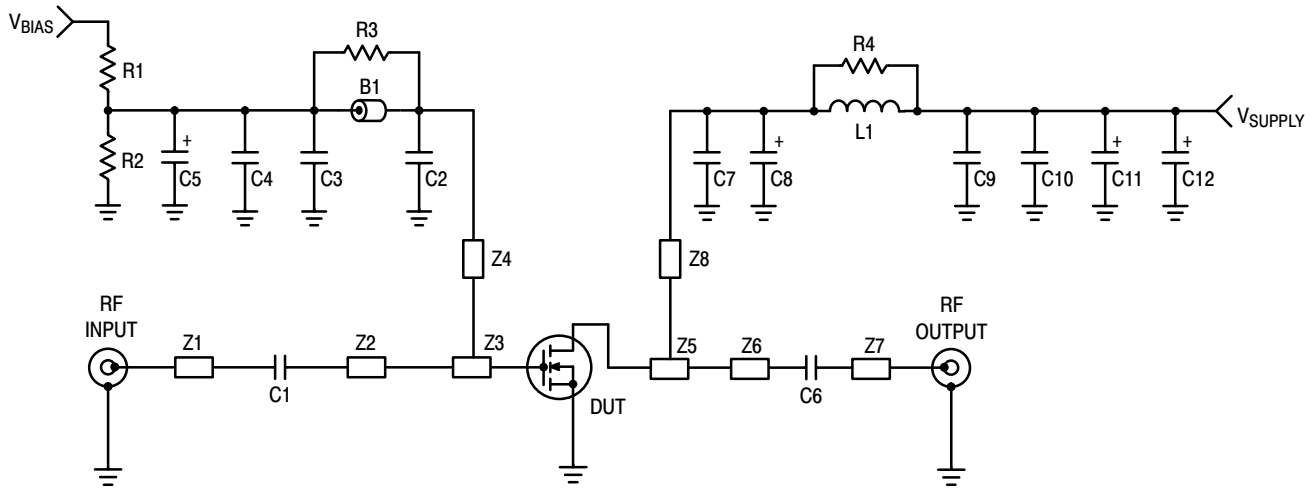 VBIAS
R3
R4
R1
B1
L1
VSUPPLY
R2
+
C5
C4
C3
C2
C7
+
C8
C9
C10
+
C11
+
C12
Z4
Z8
RF
INPUT
RF
OUTPUT
Z1
Z2
Z3
Z5
Z6
Z7
C1
DUT
C6